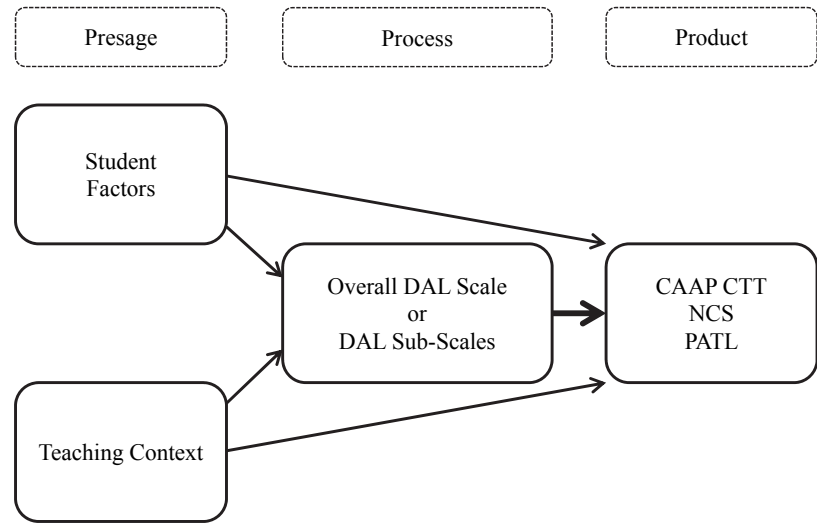 Presage
Process
Product
Student
Factors
Overall DAL Scale
or
DAL Sub-Scales
CAAP CTT
NCS
PATL
Teaching Context